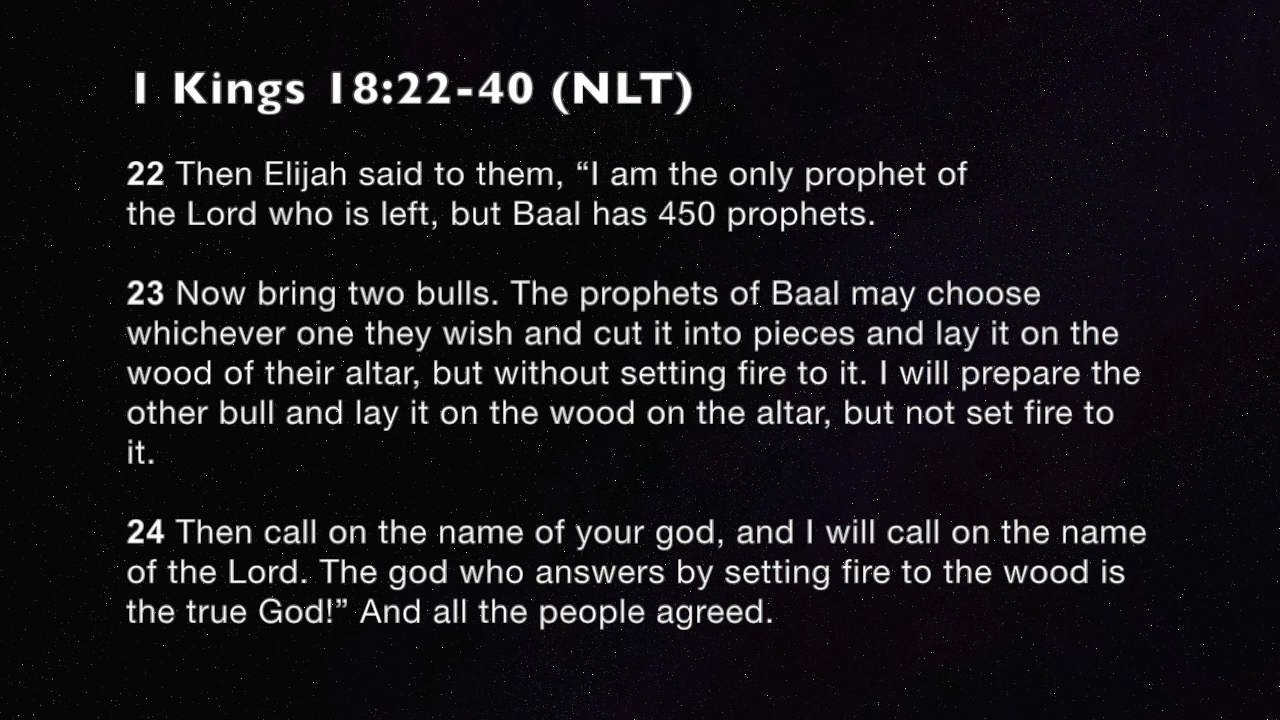 1 Kings 18:22-40 (NLT)
22 Then Elijah said to them, “I am the only prophet of
the Lord who is left, but Baal has 450 prophets.
23 Now bring two bulls. The prophets of Baal may choose
whichever one they wish and cut it into pieces and lay it on the
wood of their altar, but without setting fire to it. I will prepare the
other bull and lay it on the wood on the altar, but not set fire to
it.
24 Then call on the name of your god, and I will call on the name
of the Lord. The god who answers by setting fire to the wood is
the true God!” And all the people agreed.